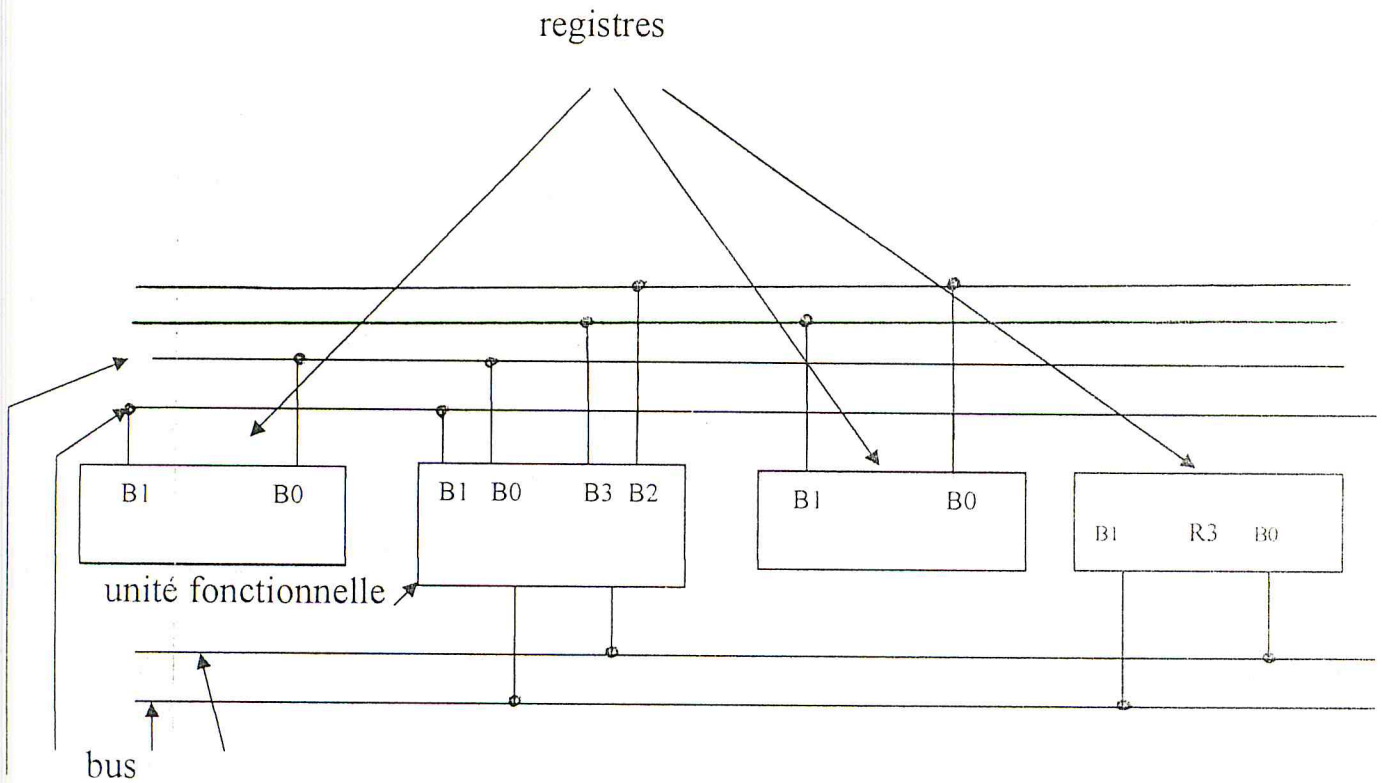 registres
B1 B0
B1 B0 B3 B2
B1 B0
B1 R3 B0
unité fonctionnelle
bus